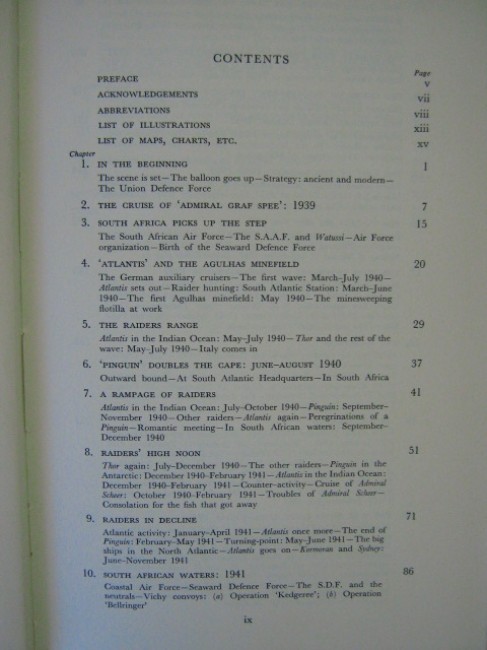 CONTENTS
Page
PREFACE v
ACKNOWLEDGEMENTS vii
ABBREVIATIONS viii
LIST OF ILLUSTRATIONS xiii
LIST OF MAPS, CHARTS, ETC. xv
Chapter
1. IN THE BEGINNING 1
The scene is set—The balloon goes up—Strategy: ancient and modern—
The Union Defence Force
2. THE CRUISE OF 'ADMIRAL GRAF SPEE': 1939 7
3. SOUTH AFRICA PICKS UP THE STEP 15
The South African Air Force—The S.A.A.F. and Watussi—Air Force
organization—Birth of the Seaward Defence Force
4. 'ATLANTIS' AND THE AGULHAS MINEFIELD 20
The German auxiliary cruisers—The first wave: March-July 1940—
Atlantis sets out—Raider hunting: South Atlantic Station: March-June
1940—The first Agulhas minefield: May 1940—The minesweeping
flotilla at work
5. THE RAIDERS RANGE 29
Atlantis in the Indian Ocean: May-July 1940—Thor and the rest of the
wave: May-July 1940—Italy comes in
6. 'PINGUIN' DOUBLES THE CAPE: JUNE-AUGUST 1940 37
Outward bound—At South Atlantic Headquarters—In South Africa
7. A RAMPAGE OF RAIDERS 41
Atlantis in the Indian Ocean: July-October 1940—Pinguin: September-
November 1940—Other raiders—Atlantis again—Peregrinations of a
Pinguin—Romantic meeting—In South African waters: September-
December 1940
8. RAIDERS' HIGH NOON 51
Thor again: July-December 1940—The other raiders—Pinguin in the
Antarctic: December 1940-February 1941—Atlantis in the Indian Ocean:
December 1940-February 1941—Counter-activity—Cruise of Admiral
Scheer: October 1940-February 1941—Troubles of Admiral Scheer—
Consolation for the fish that got away
9. RAIDERS IN DECLINE 71
Atlantic activity: January-April 1941—Atlantis once more—The end of
Pinguin: February-May 1941—Turning-point: May-June 1941—The big
ships in the North Atlantic—Atlantis goes on—Kormoran and Sydney:
June-November 1941
10. SOUTH AFRICAN WATERS: 1941 86
Coastal Air Force—Seaward Defence Force—The S.D.F. and the
neutrals—Vichy convoys: (a) Operation 'Kedgeree'; (b) Operation
'Bellringer'
ix